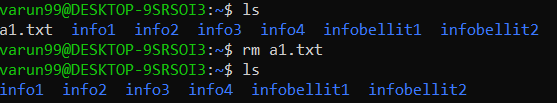 varun99@DESKTOP-9SRSOI3:~$ ls
a1.txt info1 info2 info3 info4 infobellit1 infobellit2
varun99@DESKTOP-9SRSOI3:~$ rm a1.txt
varun99@DESKTOP-9SRSOI3:~$ ls
info1 info2 info3 info4 infobellit1 infobellit2